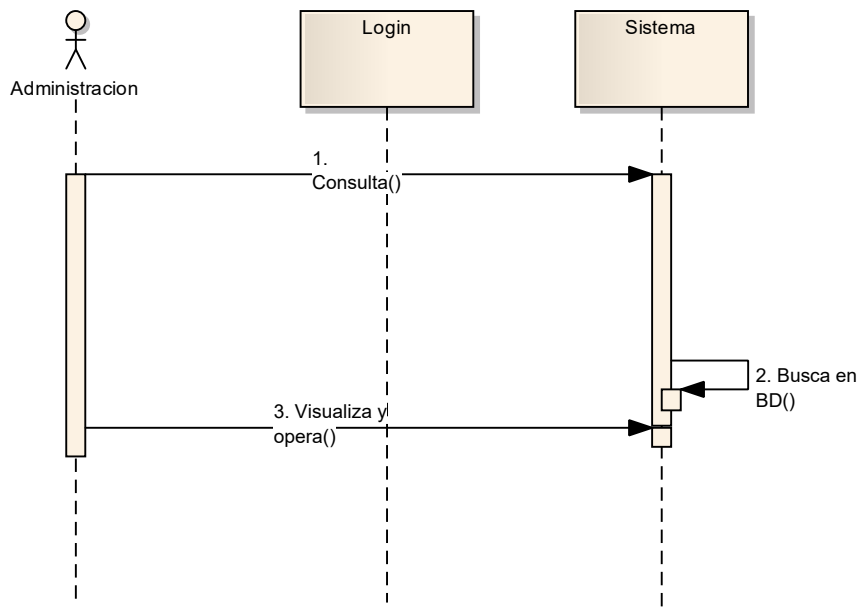 Login
Sistema
Administracion
1.
Consulta()
2. Busca en
BD()
3. Visualiza y
opera()